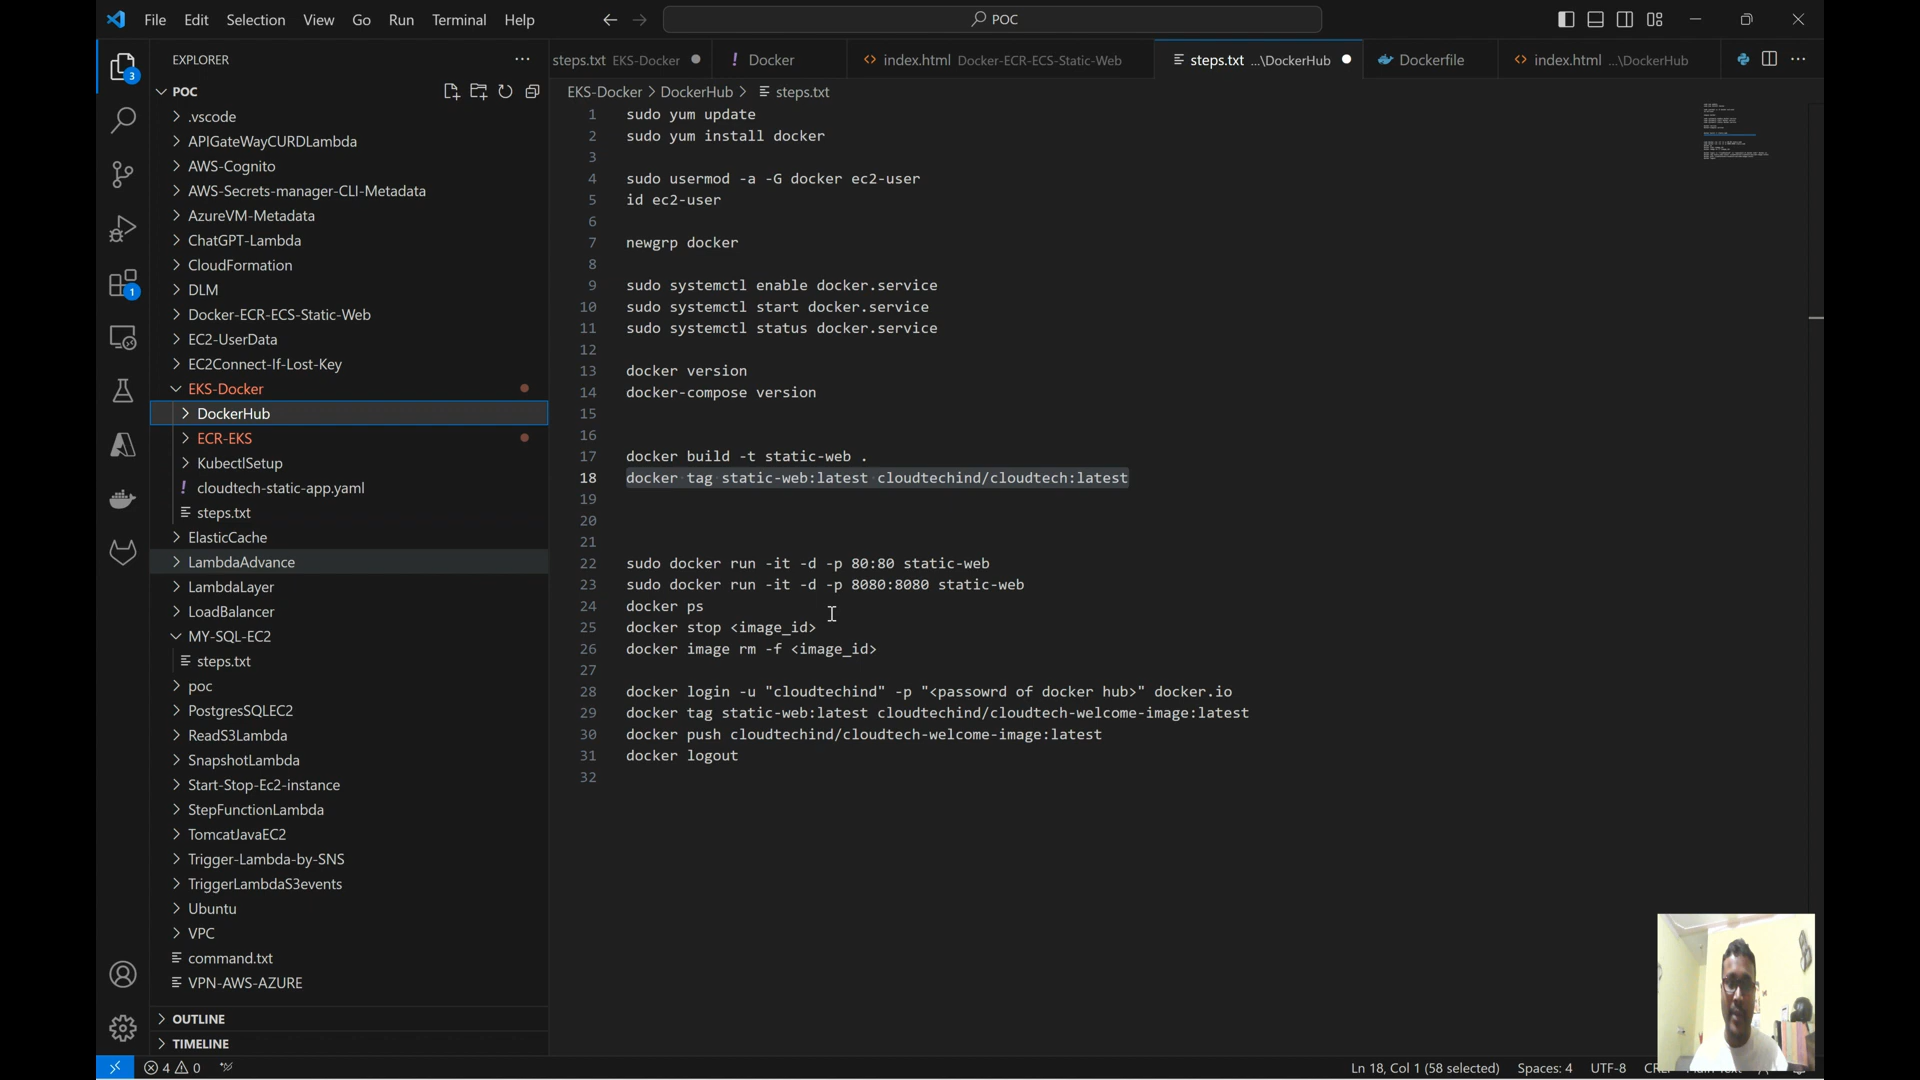 File Edit Selection View Go Run Terminal Help
POC
EXPLORER
3
1
POC
.vscode
APIGateWayCURDLambda
AWS-Cognito
AWS-Secrets-manager-CLI-Metadata
AzureVM-Metadata
ChatGPT-Lambda
CloudFormation
DLM
Docker-ECR-ECS-Static-Web
EC2-UserData
EC2Connect-If-Lost-Key
EKS-Docker
DockerHub
ECR-EKS
KubectlSetup
! cloudtech-static-app.yaml
steps.txt
ElasticCache
LambdaAdvance
LambdaLayer
LoadBalancer
MY-SQL-EC2
steps.txt
poc
PostgresSQLEC2
ReadS3Lambda
SnapshotLambda
Start-Stop-Ec2-instance
StepFunctionLambda
TomcatJavaEC2
Trigger-Lambda-by-SNS
TriggerLambdaS3events
Ubuntu
VPC
command.txt
VPN-AWS-AZURE
OUTLINE
TIMELINE
steps.txt EKS-Docker ! Docker index.html Docker-ECR-ECS-Static-Web steps.txt ...\DockerHub Dockerfile index.html ...\DockerHub
EKS-Docker > DockerHub > steps.txt
1 sudo yum update
2 sudo yum install docker
3
4 sudo usermod -a -G docker ec2-user
5 id ec2-user
6
7 newgrp docker
8
9 sudo systemctl enable docker.service
10 sudo systemctl start docker.service
11 sudo systemctl status docker.service
12
13 docker version
14 docker-compose version
15
16
17 docker build -t static-web .
18 docker tag static-web:latest cloudtechind/cloudtech:latest
19
20
21
22 sudo docker run -it -d -p 80:80 static-web
23 sudo docker run -it -d -p 8080:8080 static-web
24 docker ps
25 docker stop <image_id>
26 docker image rm -f <image_id>
27
28 docker login -u "cloudtechind" -p "<passowrd of docker hub>" docker.io
29 docker tag static-web:latest cloudtechind/cloudtech-welcome-image:latest
30 docker push cloudtechind/cloudtech-welcome-image:latest
31 docker logout
32
4 0
Ln 18, Col 1 (58 selected) Spaces: 4 UTF-8